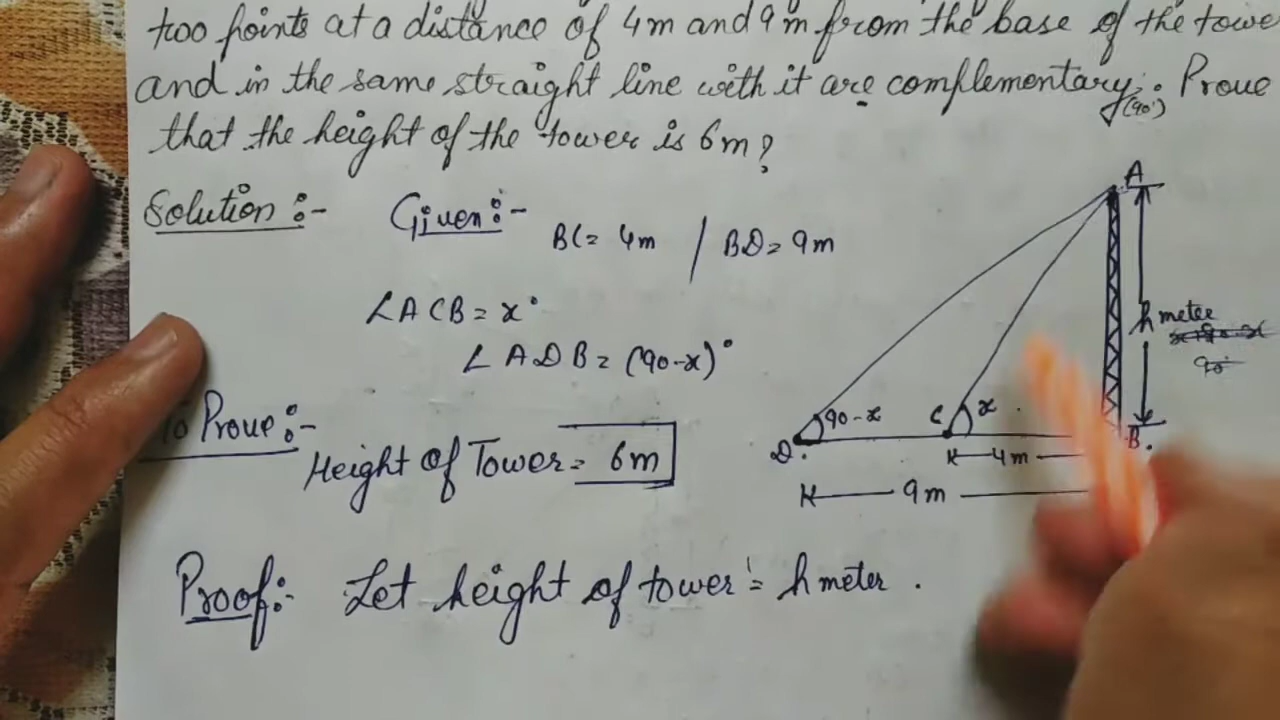 two points at a distance of 4m and 9m from the base of the towe
and in the same straight line with it are complementary. Prove
(90°)
that the height of the tower is 6m?
Solution :-
Given :-
BC = 4m / BD = 9m
∠ACB = x°
∠ADB = (90-x)°
To Prove :-
Height of Tower = 6m
A
h meter
90-x
C
x
D
B
4m
9m
Proof :- Let height of tower = h meter .